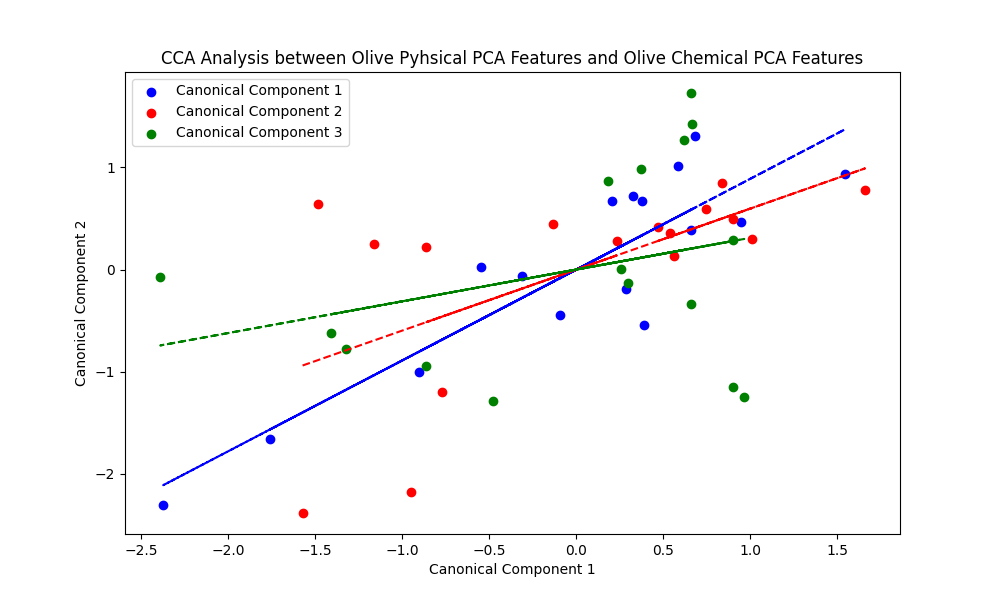 CCA Analysis between Olive Pyhsical PCA Features and Olive Chemical PCA Features
Canonical Component 1
Canonical Component 2
Canonical Component 3
Canonical Component 2
1
0
−1
−2
−2.5 −2.0 −1.5 −1.0 −0.5 0.0 0.5 1.0 1.5
Canonical Component 1